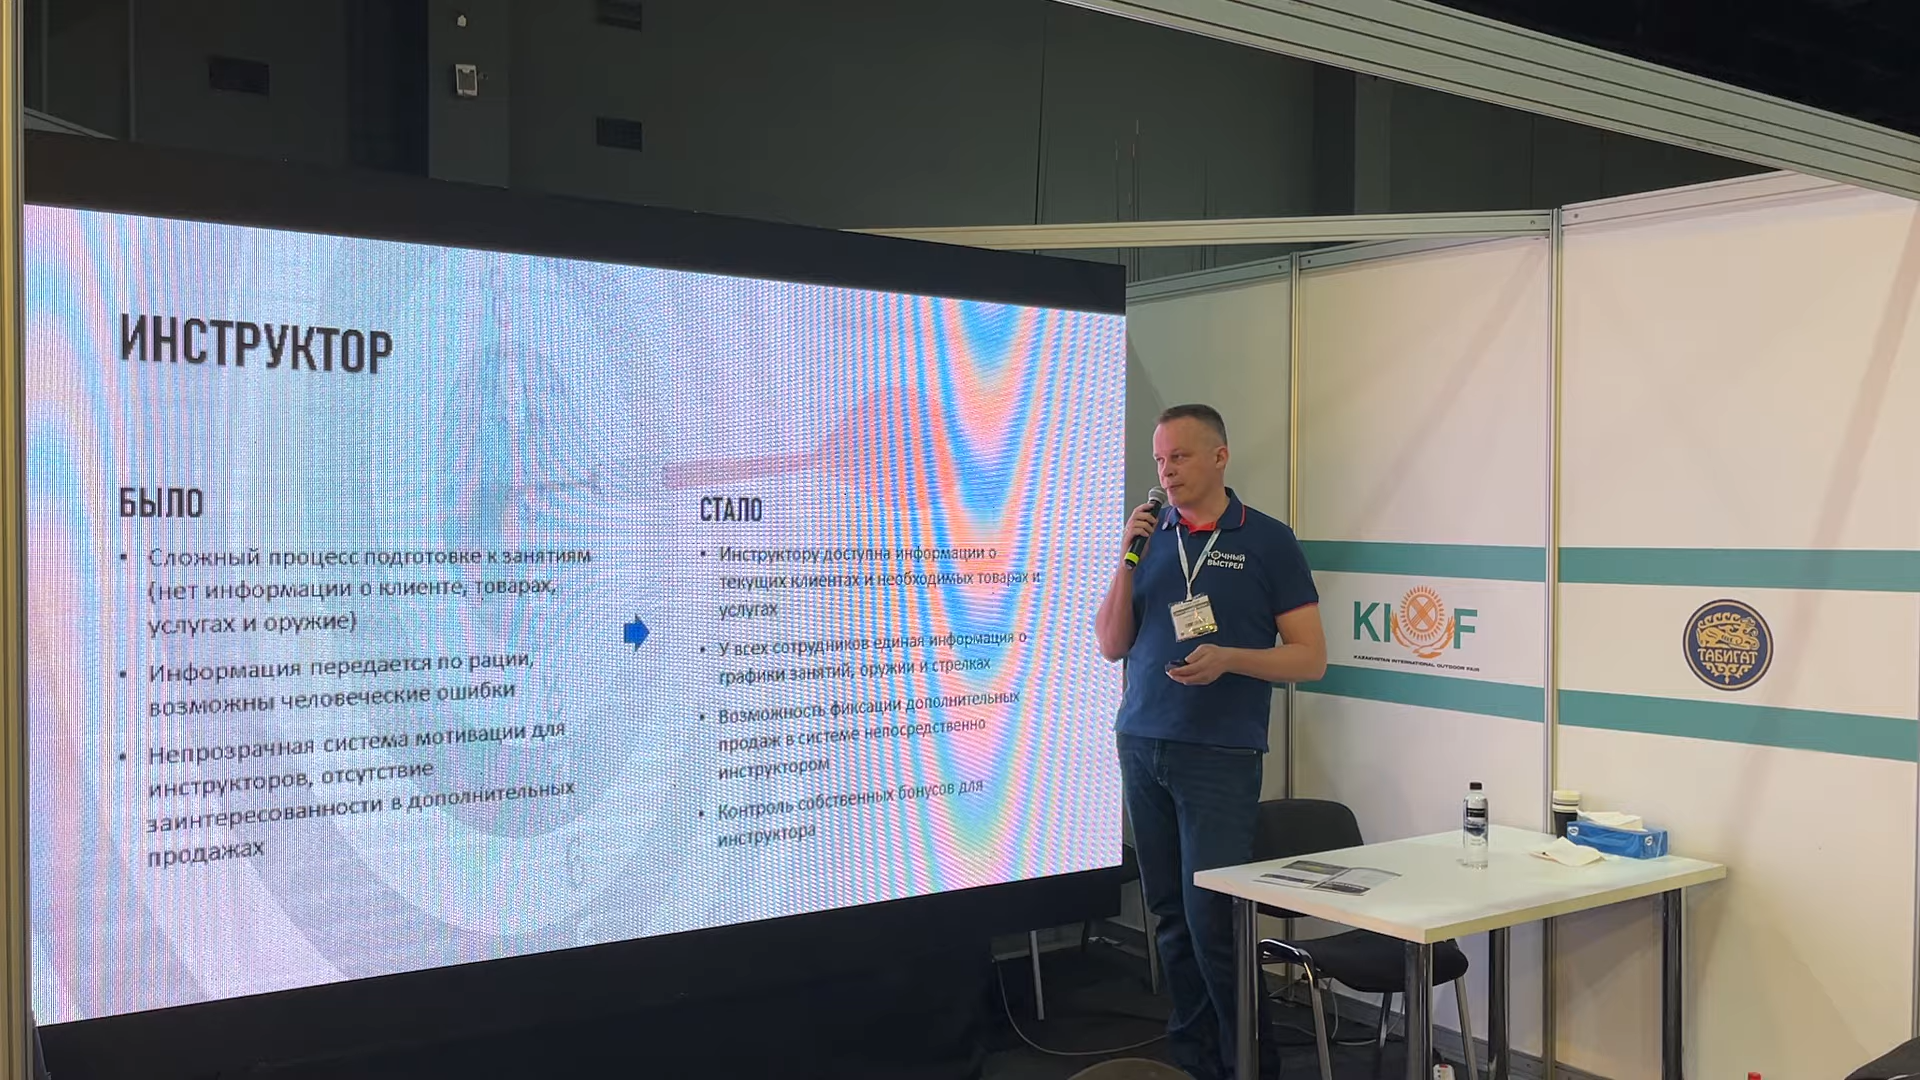 ИНСТРУКТОР
БЫЛО
• Сложный процесс подготовке к занятиям
(нет информации о клиенте, товарах,
услугах и оружие)
• Информация передается по рации,
возможны человеческие ошибки
• Непрозрачная система мотивации для
инструкторов, отсутствие
заинтересованности в дополнительных
продажах
СТАЛО
• Инструктору доступна информации о
текущих клиентах и необходимых товарах и
услугах
• У всех сотрудников единая информация о
графики занятий, оружии и стрелках
• Возможность фиксации дополнительных
продаж в системе непосредственно
инструктором
• Контроль собственных бонусов для
инструктора
ТОЧНЫЙ
ВЫСТРЕЛ
KIOF
KAZAKHSTAN INTERNATIONAL OUTDOOR FAIR
ТАБИГАТ